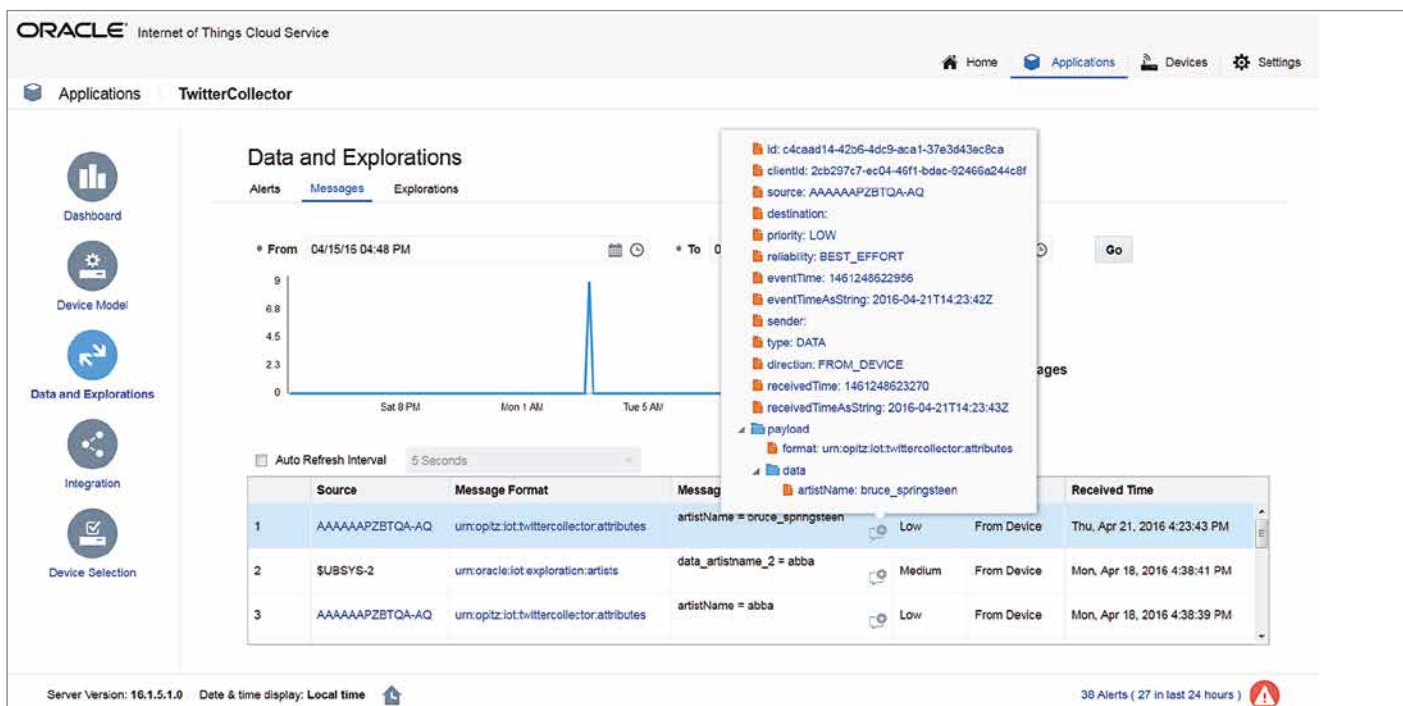 ORACLE® Internet of Things Cloud Service
Home Applications Devices Settings
Applications TwitterCollector
Dashboard
Device Model
Data and Explorations
Integration
Device Selection
Data and Explorations
Alerts Messages Explorations
* From 04/15/16 04:48 PM * To 0 Go
9
6.8
4.5
2.3
0
Sat 8 PM Mon 1 AM Tue 5 AM
ages
id: c4caad14-42b6-4dc9-aca1-37e3d43ec8ca
clientId: 2cb297c7-ec04-46f1-bdac-92466a244c8f
source: AAAAAAPZBTQA-AQ
destination:
priority: LOW
reliability: BEST_EFFORT
eventTime: 1461248622956
eventTimeAsString: 2016-04-21T14:23:42Z
sender:
type: DATA
direction: FROM_DEVICE
receivedTime: 1461248623270
receivedTimeAsString: 2016-04-21T14:23:43Z
payload
format: urn:opitz:iot:twittercollector:attributes
data
artistName: bruce_springsteen
Auto Refresh Interval 5 Seconds
Source Message Format Messag Received Time
1 AAAAAAPZBTQA-AQ urn:opitz:iot:twittercollector:attributes artistName = bruce_springsteen Low From Device Thu, Apr 21, 2016 4:23:43 PM
2 $UBSYS-2 urn:oracle:iot:exploration:artists data_artistname_2 = abba Medium From Device Mon, Apr 18, 2016 4:38:41 PM
3 AAAAAAPZBTQA-AQ urn:opitz:iot:twittercollector:attributes artistName = abba Low From Device Mon, Apr 18, 2016 4:38:39 PM
Server Version: 16.1.5.1.0 Date & time display: Local time 38 Alerts ( 27 in last 24 hours )